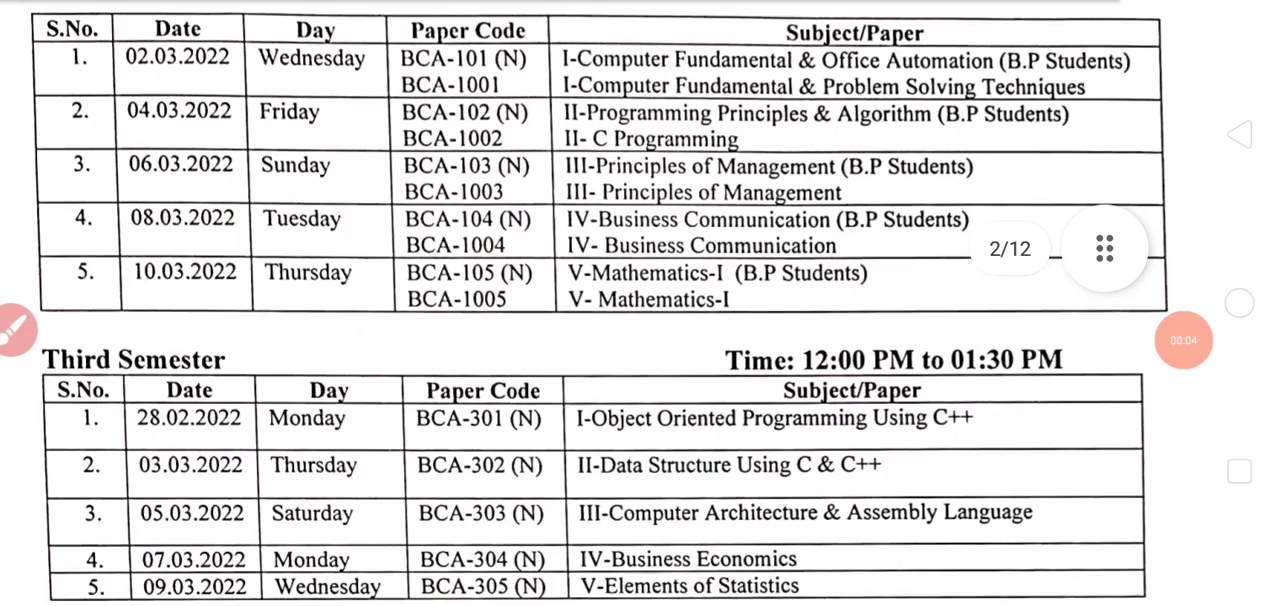 S.No. Date Day Paper Code Subject/Paper
1. 02.03.2022 Wednesday BCA-101 (N) I-Computer Fundamental & Office Automation (B.P Students)
BCA-1001 I-Computer Fundamental & Problem Solving Techniques
2. 04.03.2022 Friday BCA-102 (N) II-Programming Principles & Algorithm (B.P Students)
BCA-1002 II- C Programming
3. 06.03.2022 Sunday BCA-103 (N) III-Principles of Management (B.P Students)
BCA-1003 III- Principles of Management
4. 08.03.2022 Tuesday BCA-104 (N) IV-Business Communication (B.P Students)
BCA-1004 IV- Business Communication
2/12
5. 10.03.2022 Thursday BCA-105 (N) V-Mathematics-I (B.P Students)
BCA-1005 V- Mathematics-I
00:04
Third Semester Time: 12:00 PM to 01:30 PM
S.No. Date Day Paper Code Subject/Paper
1. 28.02.2022 Monday BCA-301 (N) I-Object Oriented Programming Using C++
2. 03.03.2022 Thursday BCA-302 (N) II-Data Structure Using C & C++
3. 05.03.2022 Saturday BCA-303 (N) III-Computer Architecture & Assembly Language
4. 07.03.2022 Monday BCA-304 (N) IV-Business Economics
5. 09.03.2022 Wednesday BCA-305 (N) V-Elements of Statistics